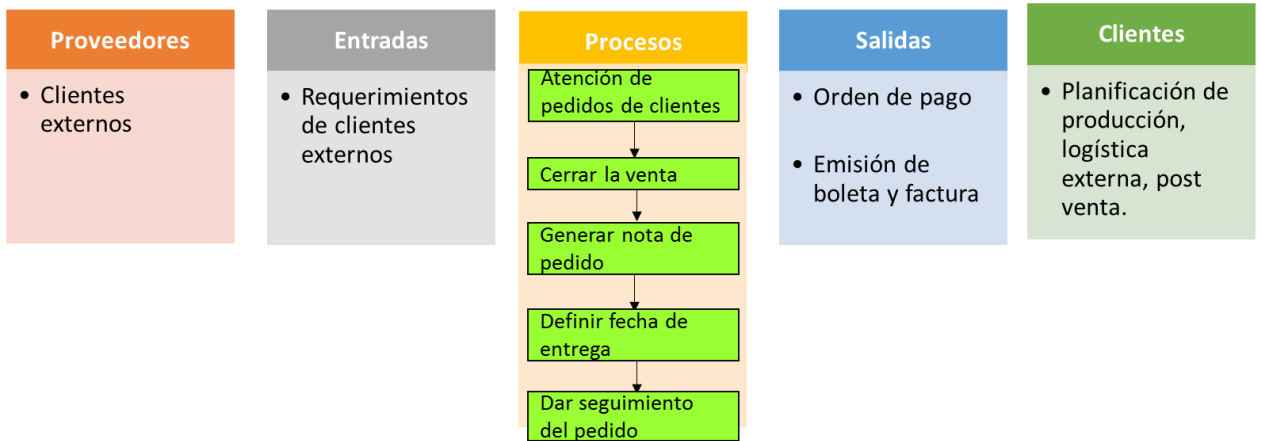 Proveedores
• Clientes
externos
Entradas
• Requerimientos
de clientes
externos
Procesos
Atención de
pedidos de clientes
Cerrar la venta
Generar nota de
pedido
Definir fecha de
entrega
Dar seguimiento
del pedido
Salidas
• Orden de pago
• Emisión de
boleta y factura
Clientes
• Planificación de
producción,
logística
externa, post
venta.